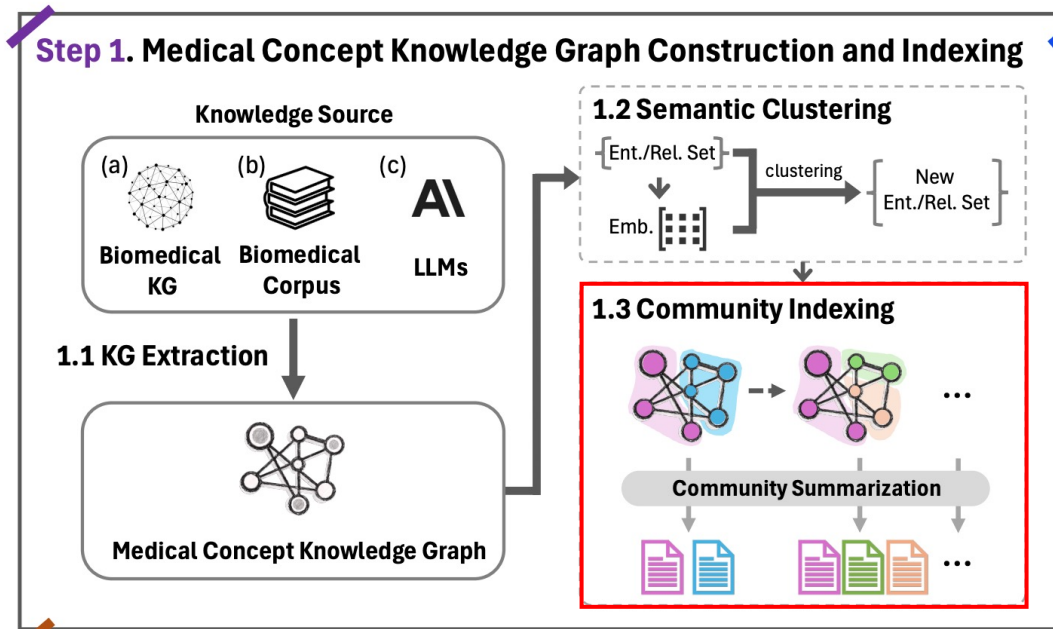 Step 1. Medical Concept Knowledge Graph Construction and Indexing
Knowledge Source
(a)
(b)
(c)
Biomedical
KG
Biomedical
Corpus
LLMs
1.1 KG Extraction
Medical Concept Knowledge Graph
1.2 Semantic Clustering
Ent./Rel. Set
Emb.
clustering
New
Ent./Rel. Set
1.3 Community Indexing
...
Community Summarization
...